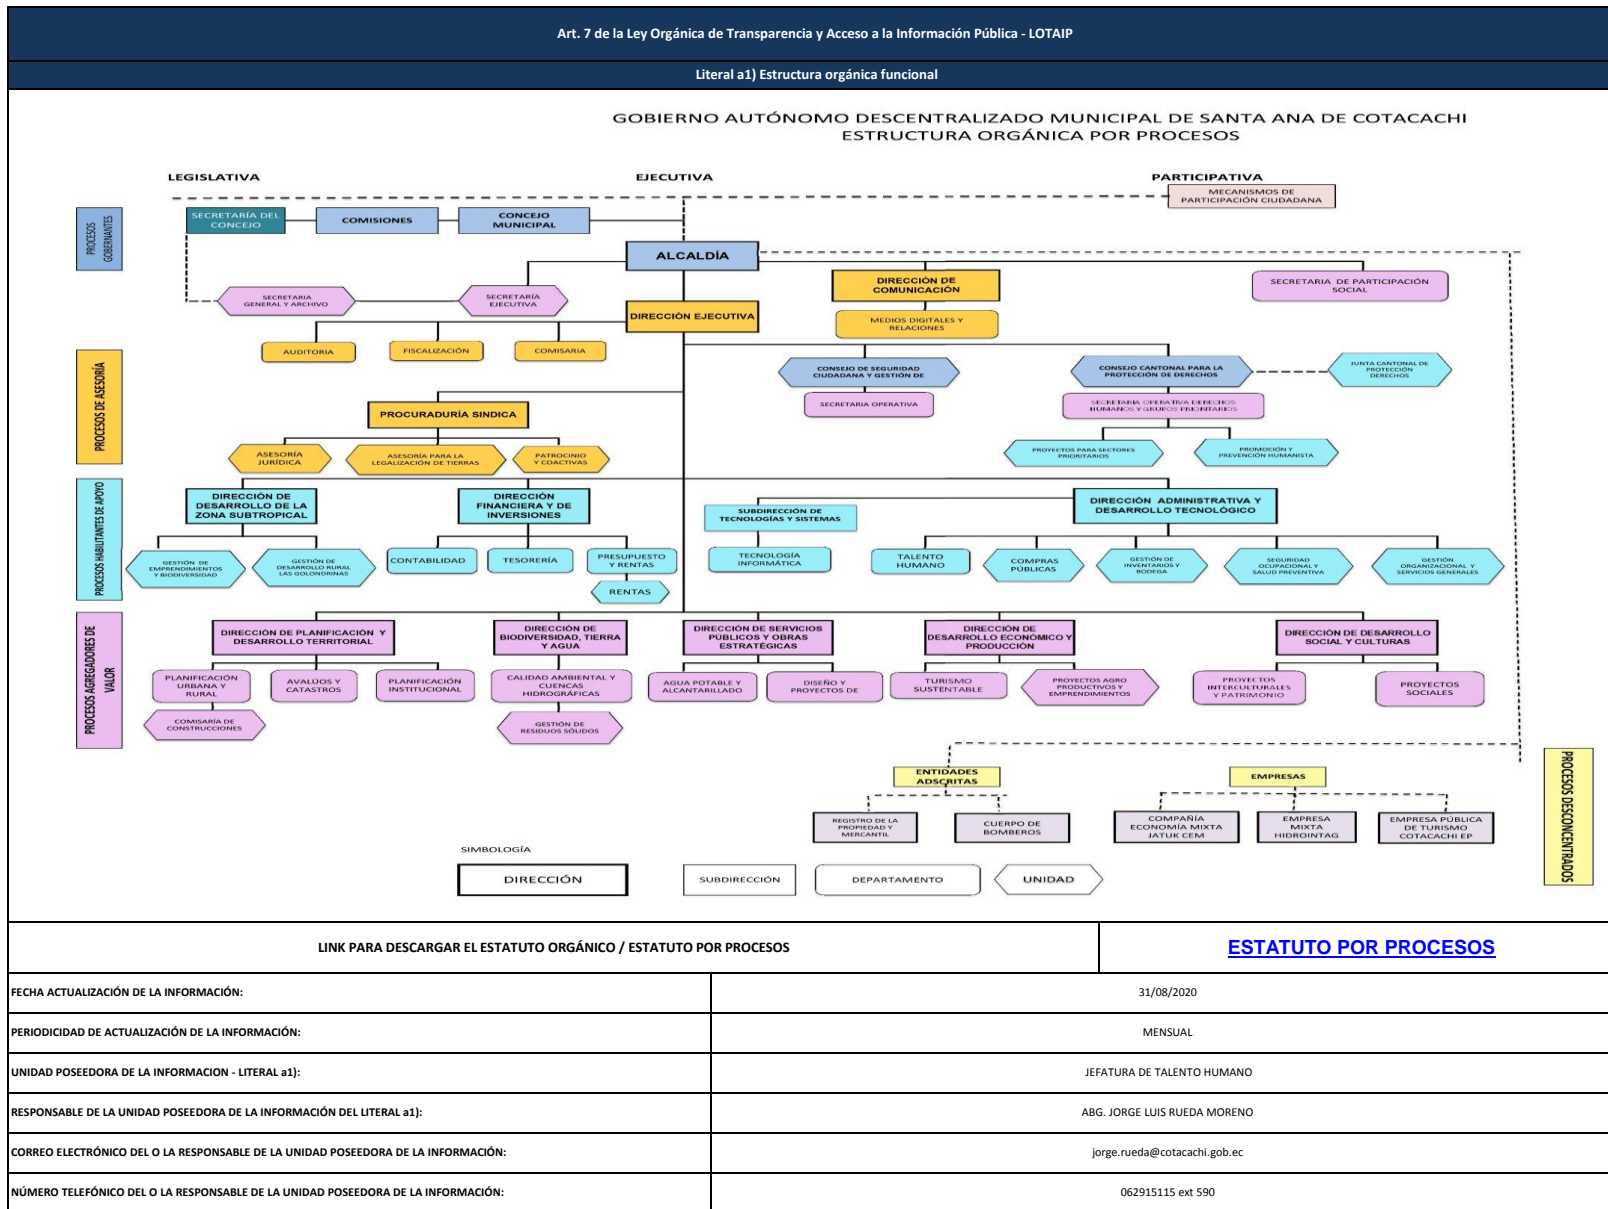 Art. 7 de la Ley Orgánica de Transparencia y Acceso a la Información Pública - LOTAIP
Literal a1) Estructura orgánica funcional
GOBIERNO AUTÓNOMO DESCENTRALIZADO MUNICIPAL DE SANTA ANA DE COTACACHI
ESTRUCTURA ORGÁNICA POR PROCESOS
LEGISLATIVA
EJECUTIVA
PARTICIPATIVA
MECANISMOS DE
PARTICIPACIÓN CIUDADANA
PROCESOS
GOBERNANTES
SECRETARÍA DEL
CONCEJO
COMISIONES
CONCEJO
MUNICIPAL
ALCALDÍA
DIRECCIÓN DE
COMUNICACIÓN
SECRETARIA DE PARTICIPACIÓN
SOCIAL
SECRETARIA
GENERAL Y ARCHIVO
SECRETARÍA
EJECUTIVA
DIRECCIÓN EJECUTIVA
MEDIOS DIGITALES Y
RELACIONES
AUDITORIA
FISCALIZACIÓN
COMISARIA
PROCESOS DE ASESORÍA
CONSEJO DE SEGURIDAD
CIUDADANA Y GESTIÓN DE
CONSEJO CANTONAL PARA LA
PROTECCIÓN DE DERECHOS
JUNTA CANTONAL DE
PROTECCIÓN
DERECHOS
SECRETARIA OPERATIVA
SECRETARIA OPERATIVA DERECHOS
HUMANOS Y GRUPOS PRIORITARIOS
PROCURADURÍA SINDICA
ASESORÍA
JURÍDICA
ASESORÍA PARA LA
LEGALIZACIÓN DE TIERRAS
PATROCINIO
Y COACTIVAS
PROYECTOS PARA SECTORES
PRIORITARIOS
PROMOCIÓN Y
PREVENCIÓN HUMANISTA
PROCESOS HABILITANTES DE APOYO
DIRECCIÓN DE
DESARROLLO DE LA
ZONA SUBTROPICAL
DIRECCIÓN
FINANCIERA Y DE
INVERSIONES
SUBDIRECCIÓN DE
TECNOLOGÍAS Y SISTEMAS
DIRECCIÓN ADMINISTRATIVA Y
DESARROLLO TECNOLÓGICO
GESTIÓN DE
EMPRENDIMIENTOS
Y BIODIVERSIDAD
GESTIÓN DE
DESARROLLO RURAL
LAS GOLONDRINAS
CONTABILIDAD
TESORERÍA
PRESUPUESTO
Y RENTAS
RENTAS
TECNOLOGÍA
INFORMÁTICA
TALENTO
HUMANO
COMPRAS
PÚBLICAS
GESTIÓN DE
INVENTARIOS Y
BODEGA
SEGURIDAD
OCUPACIONAL Y
SALUD PREVENTIVA
GESTIÓN
ORGANIZACIONAL Y
SERVICIOS GENERALES
PROCESOS AGREGADORES DE
VALOR
DIRECCIÓN DE PLANIFICACIÓN Y
DESARROLLO TERRITORIAL
DIRECCIÓN DE
BIODIVERSIDAD, TIERRA
Y AGUA
DIRECCIÓN DE SERVICIOS
PÚBLICOS Y OBRAS
ESTRATÉGICAS
DIRECCIÓN DE
DESARROLLO ECONÓMICO Y
PRODUCCIÓN
DIRECCIÓN DE DESARROLLO
SOCIAL Y CULTURAS
PLANIFICACIÓN
URBANA Y
RURAL
AVALÚOS Y
CATASTROS
PLANIFICACIÓN
INSTITUCIONAL
CALIDAD AMBIENTAL Y
CUENCAS
HIDROGRÁFICAS
AGUA POTABLE Y
ALCANTARILLADO
DISEÑO Y
PROYECTOS DE
TURISMO
SUSTENTABLE
PROYECTOS AGRO
PRODUCTIVOS Y
EMPRENDIMIENTOS
PROYECTOS
INTERCULTURALES
Y PATRIMONIO
PROYECTOS
SOCIALES
COMISARÍA DE
CONSTRUCCIONES
GESTIÓN DE
RESIDUOS SÓLIDOS
PROCESOS DESCONCENTRADOS
ENTIDADES
ADSCRITAS
EMPRESAS
REGISTRO DE LA
PROPIEDAD Y
MERCANTIL
CUERPO DE
BOMBEROS
COMPAÑÍA
ECONOMÍA MIXTA
JATUK CEM
EMPRESA
MIXTA
HIDROINTAG
EMPRESA PÚBLICA
DE TURISMO
COTACACHI EP
SIMBOLOGÍA
DIRECCIÓN
SUBDIRECCIÓN
DEPARTAMENTO
UNIDAD
LINK PARA DESCARGAR EL ESTATUTO ORGÁNICO / ESTATUTO POR PROCESOS
ESTATUTO POR PROCESOS
FECHA ACTUALIZACIÓN DE LA INFORMACIÓN:
31/08/2020
PERIODICIDAD DE ACTUALIZACIÓN DE LA INFORMACIÓN:
MENSUAL
UNIDAD POSEEDORA DE LA INFORMACION - LITERAL a1):
JEFATURA DE TALENTO HUMANO
RESPONSABLE DE LA UNIDAD POSEEDORA DE LA INFORMACIÓN DEL LITERAL a1):
ABG. JORGE LUIS RUEDA MORENO
CORREO ELECTRÓNICO DEL O LA RESPONSABLE DE LA UNIDAD POSEEDORA DE LA INFORMACIÓN:
jorge.rueda@cotacachi.gob.ec
NÚMERO TELEFÓNICO DEL O LA RESPONSABLE DE LA UNIDAD POSEEDORA DE LA INFORMACIÓN:
062915115 ext 590